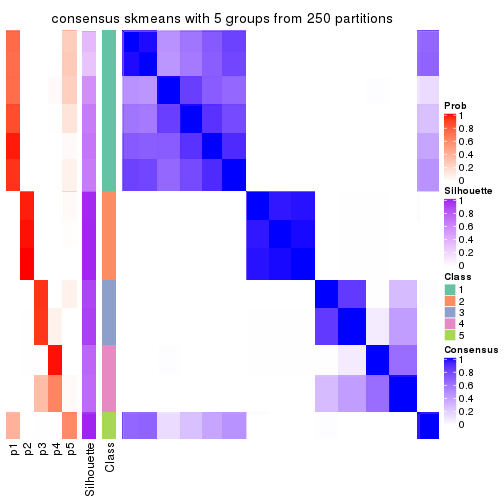 consensus skmeans with 5 groups from 250 partitions
Prob
1
0.8
0.6
0.4
0.2
0
Silhouette
1
0.8
0.6
0.4
0.2
0
Class
1
2
3
4
5
Consensus
1
0.8
0.6
0.4
0.2
0
p1
p2
p3
p4
p5
Silhouette
Class